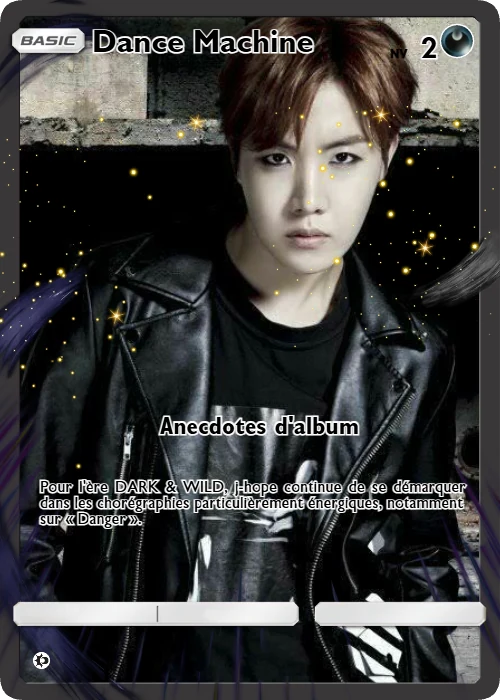 BASIC Dance Machine NV 2
Anecdotes d'album
Pour l'ère DARK & WILD, j-hope continue de se démarquer
dans les chorégraphies particulièrement énergiques, notamment
sur « Danger ».